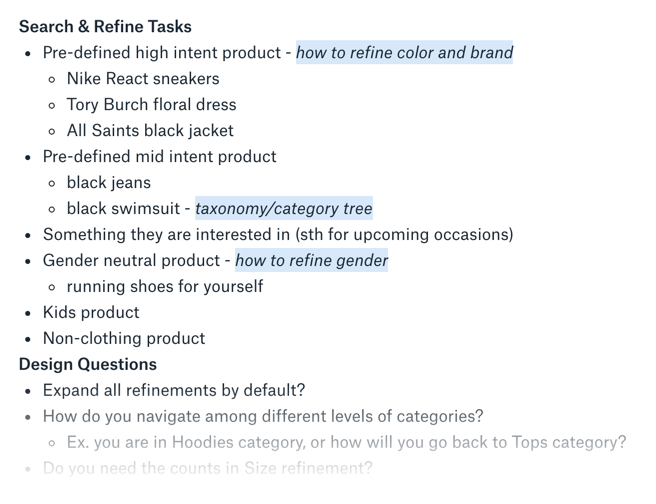 Search & Refine Tasks
Pre-defined high intent product - how to refine color and brand
Nike React sneakers
Tory Burch floral dress
All Saints black jacket
Pre-defined mid intent product
black jeans
black swimsuit - taxonomy/category tree
Something they are interested in (sth for upcoming occasions)
Gender neutral product - how to refine gender
running shoes for yourself
Kids product
Non-clothing product
Design Questions
Expand all refinements by default?
How do you navigate among different levels of categories?
Ex. you are in Hoodies category, or how will you go back to Tops category?
Do you need the counts in Size refinement?